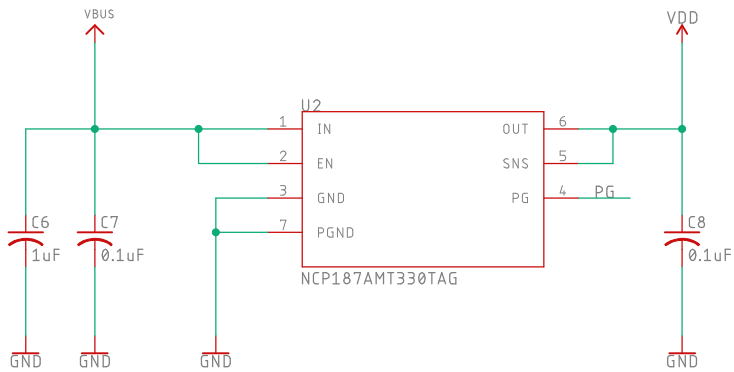 VBUS
VDD
U2
1 IN OUT 6
2 EN SNS 5
3 GND PG 4 PG
7 PGND
C6
1uF
C7
0.1uF
C8
0.1uF
NCP187AMT330TAG
GND
GND
GND
GND